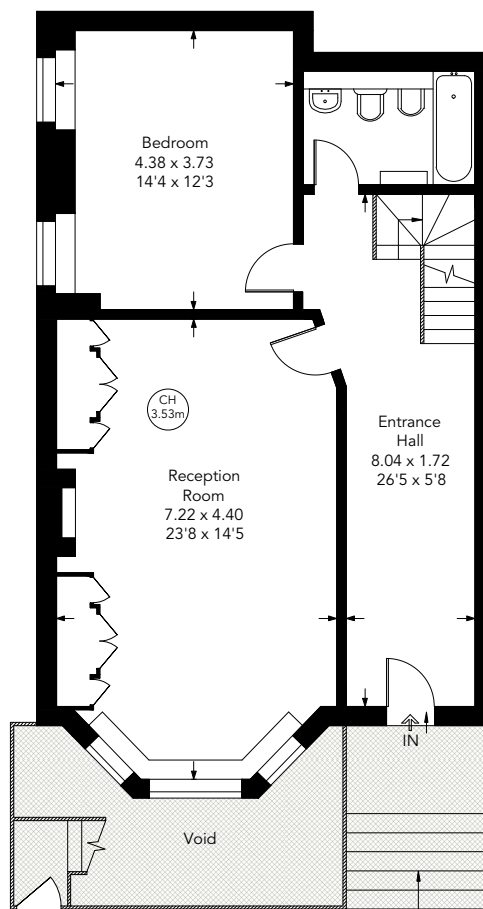 Bedroom
4.38 x 3.73
14'4 x 12'3
CH
3.53m
Reception
Room
7.22 x 4.40
23'8 x 14'5
Entrance
Hall
8.04 x 1.72
26'5 x 5'8
IN
Void